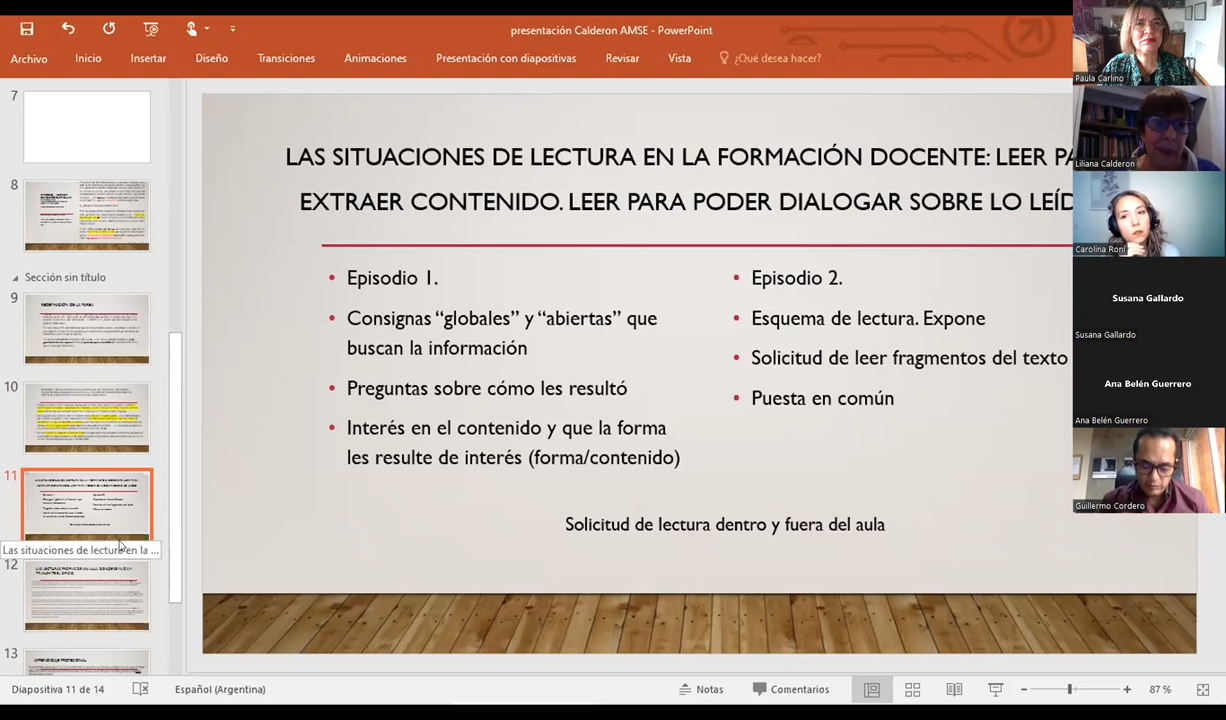 presentación Calderon AMSE - PowerPoint
Archivo
Inicio
Insertar
Diseño
Transiciones
Animaciones
Presentación con diapositivas
Revisar
Vista
¿Qué desea hacer?
7
8
Sección sin título
9
10
11
Las situaciones de lectura en la ...
12
13
APRENDIZAJE PROFESIONAL
LAS SITUACIONES DE LECTURA EN LA FORMACIÓN DOCENTE: LEER PA
EXTRAER CONTENIDO. LEER PARA PODER DIALOGAR SOBRE LO LEÍD
• Episodio 1.
• Consignas “globales” y “abiertas” que
buscan la información
• Preguntas sobre cómo les resultó
• Interés en el contenido y que la forma
les resulte de interés (forma/contenido)
• Episodio 2.
• Esquema de lectura. Expone
• Solicitud de leer fragmentos del texto
• Puesta en común
Solicitud de lectura dentro y fuera del aula
Paula Carlino
Liliana Calderon
Carolina Roni
Susana Gallardo
Susana Gallardo
Ana Belén Guerrero
Ana Belén Guerrero
Guillermo Cordero
Diapositiva 11 de 14
Español (Argentina)
Notas
Comentarios
87 %